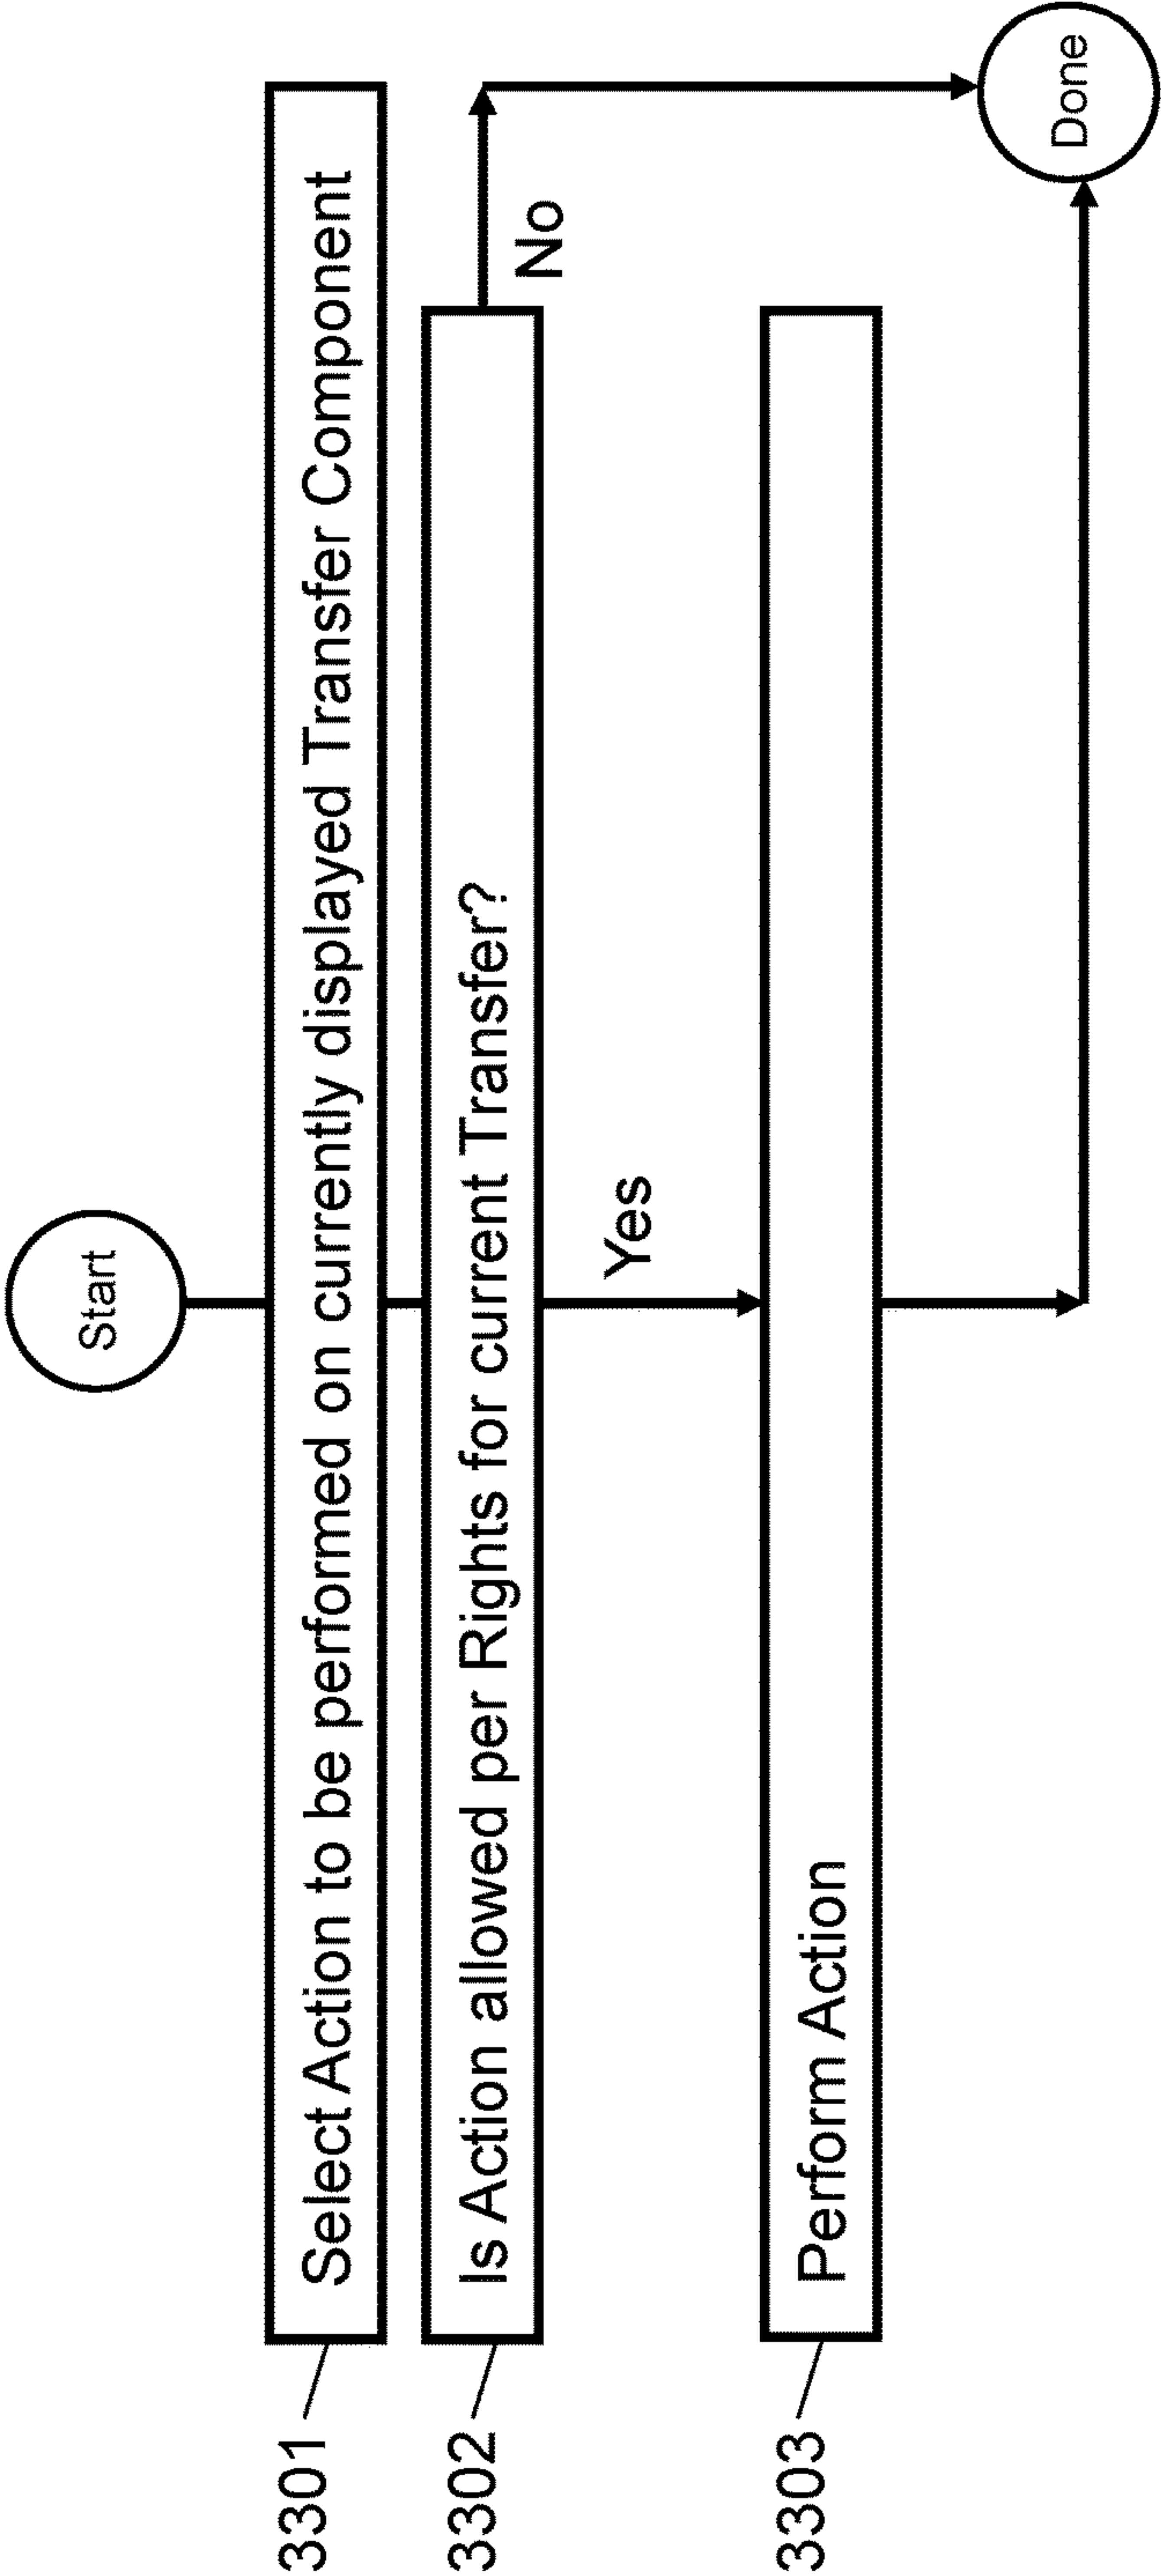 Start
3301
Select Action to be performed on currently displayed Transfer Component
3302
Is Action allowed per Rights for current Transfer?
No
Yes
3303
Perform Action
Done